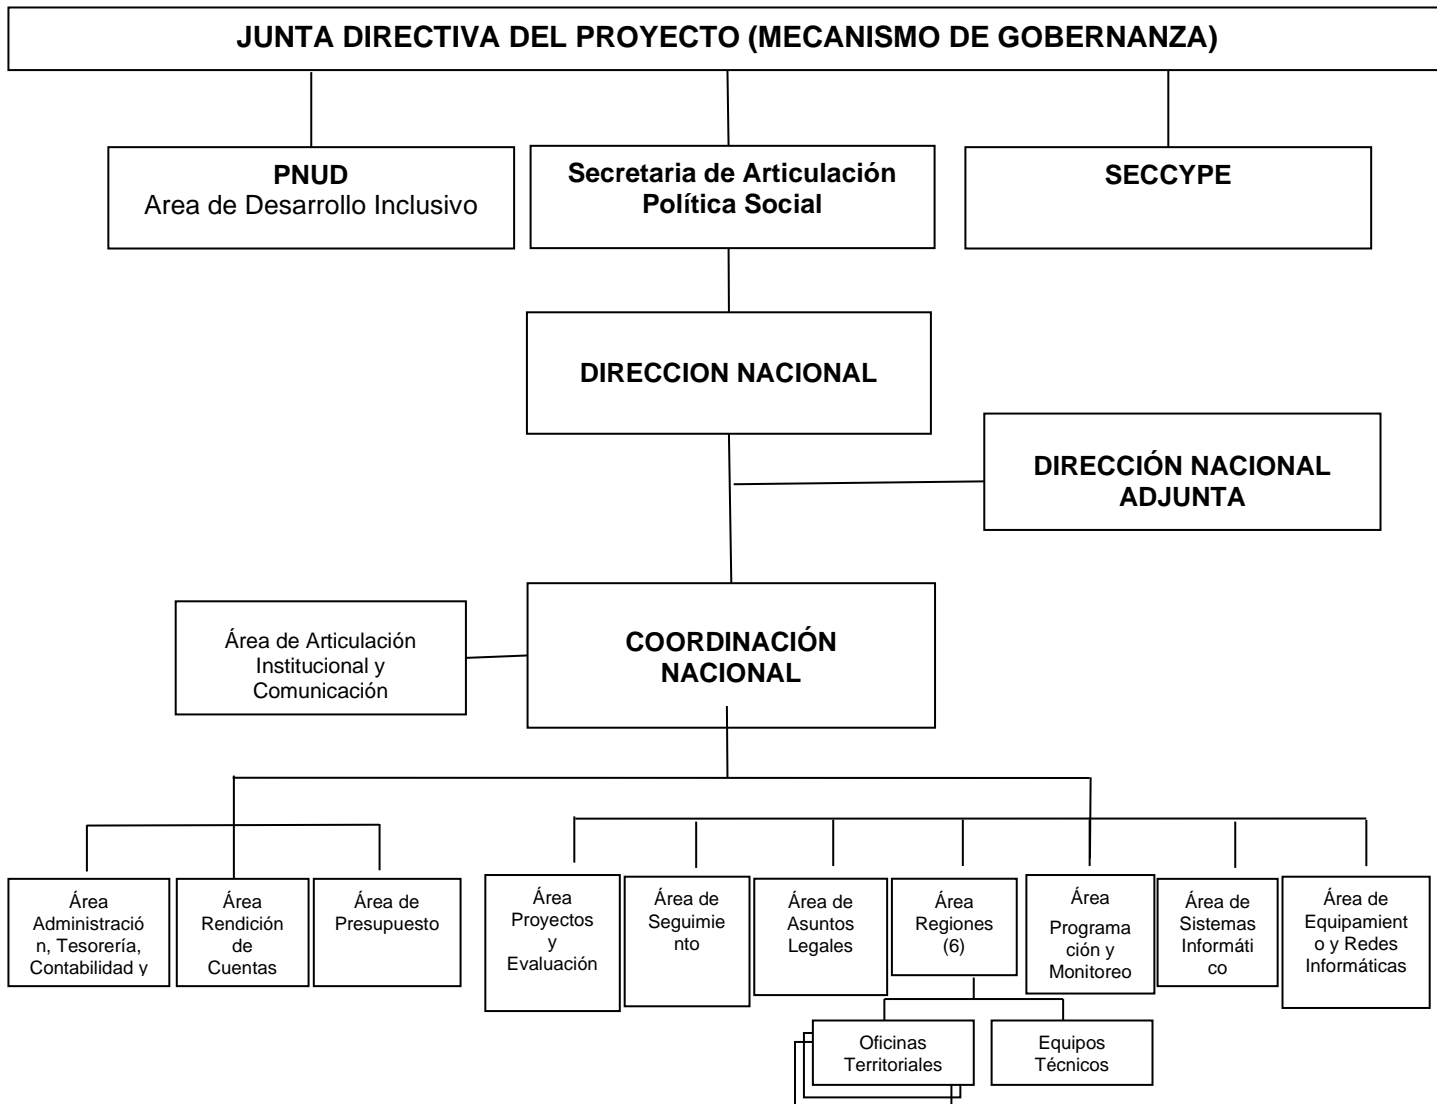 JUNTA DIRECTIVA DEL PROYECTO (MECANISMO DE GOBERNANZA)
PNUD
Area de Desarrollo Inclusivo
Secretaria de Articulación
Política Social
SECCYPE
DIRECCION NACIONAL
DIRECCIÓN NACIONAL
ADJUNTA
Área de Articulación
Institucional y
Comunicación
COORDINACIÓN
NACIONAL
Área
Administració
n, Tesorería,
Contabilidad y
Área
Rendición
de
Cuentas
Área de
Presupuesto
Área
Proyectos
y
Evaluación
Área de
Seguimie
nto
Área de
Asuntos
Legales
Área
Regiones
(6)
Área
Programa
ción y
Monitoreo
Área de
Sistemas
Informáti
co
Área de
Equipamient
o y Redes
Informáticas
Oficinas
Territoriales
Equipos
Técnicos